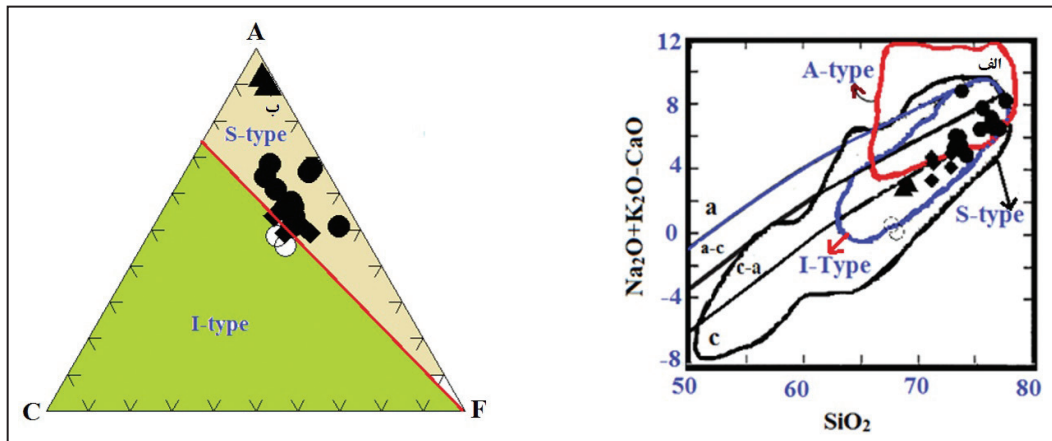 A
ب
S-type
I-type
C
F
12
8
4
0
-4
-8
Na₂O+K₂O-CaO
A-type
الف
a
a-c
c-a
c
I-Type
S-type
50
60
70
80
SiO₂